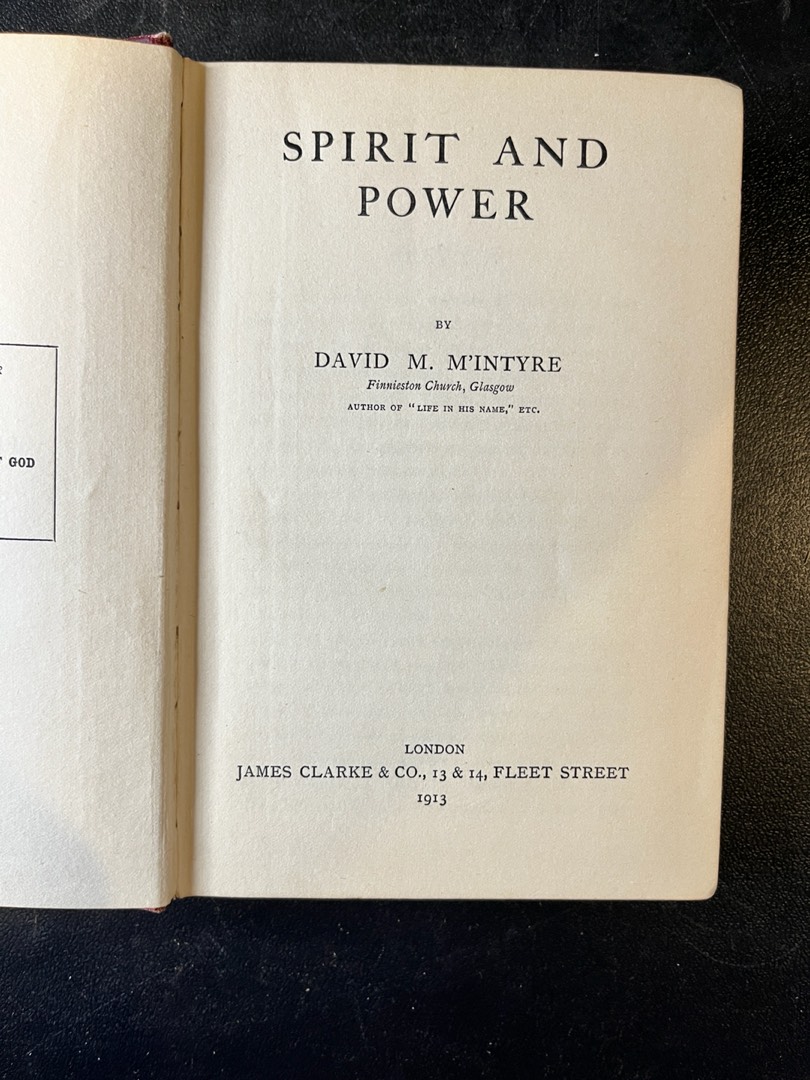 GOD
SPIRIT AND
POWER
BY
DAVID M. M'INTYRE
Finnieston Church, Glasgow
AUTHOR OF "LIFE IN HIS NAME," ETC.
LONDON
JAMES CLARKE & CO., 13 & 14, FLEET STREET
1913